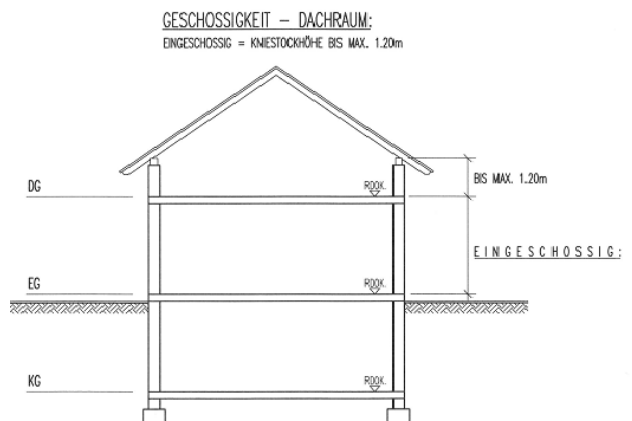 GESCHOSSIGKEIT – DACHRAUM:
EINGESCHOSSIG = KNIESTOCKHÖHE BIS MAX. 1.20m
DG
RDOK.
BIS MAX. 1.20m
EINGESCHOSSIG:
EG
RDOK.
KG
RDOK.